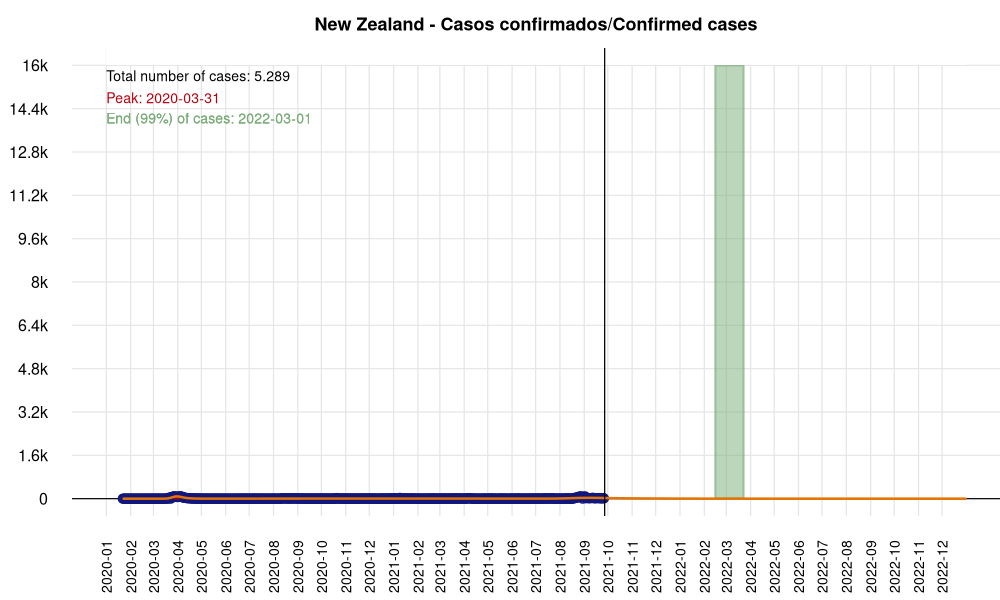 New Zealand - Casos confirmados/Confirmed cases
Total number of cases: 5.289
Peak: 2020-03-31
End (99%) of cases: 2022-03-01
16k
14.4k
12.8k
11.2k
9.6k
8k
6.4k
4.8k
3.2k
1.6k
0
2020-01
2020-02
2020-03
2020-04
2020-05
2020-06
2020-07
2020-08
2020-09
2020-10
2020-11
2020-12
2021-01
2021-02
2021-03
2021-04
2021-05
2021-06
2021-07
2021-08
2021-09
2021-10
2021-11
2021-12
2022-01
2022-02
2022-03
2022-04
2022-05
2022-06
2022-07
2022-08
2022-09
2022-10
2022-11
2022-12